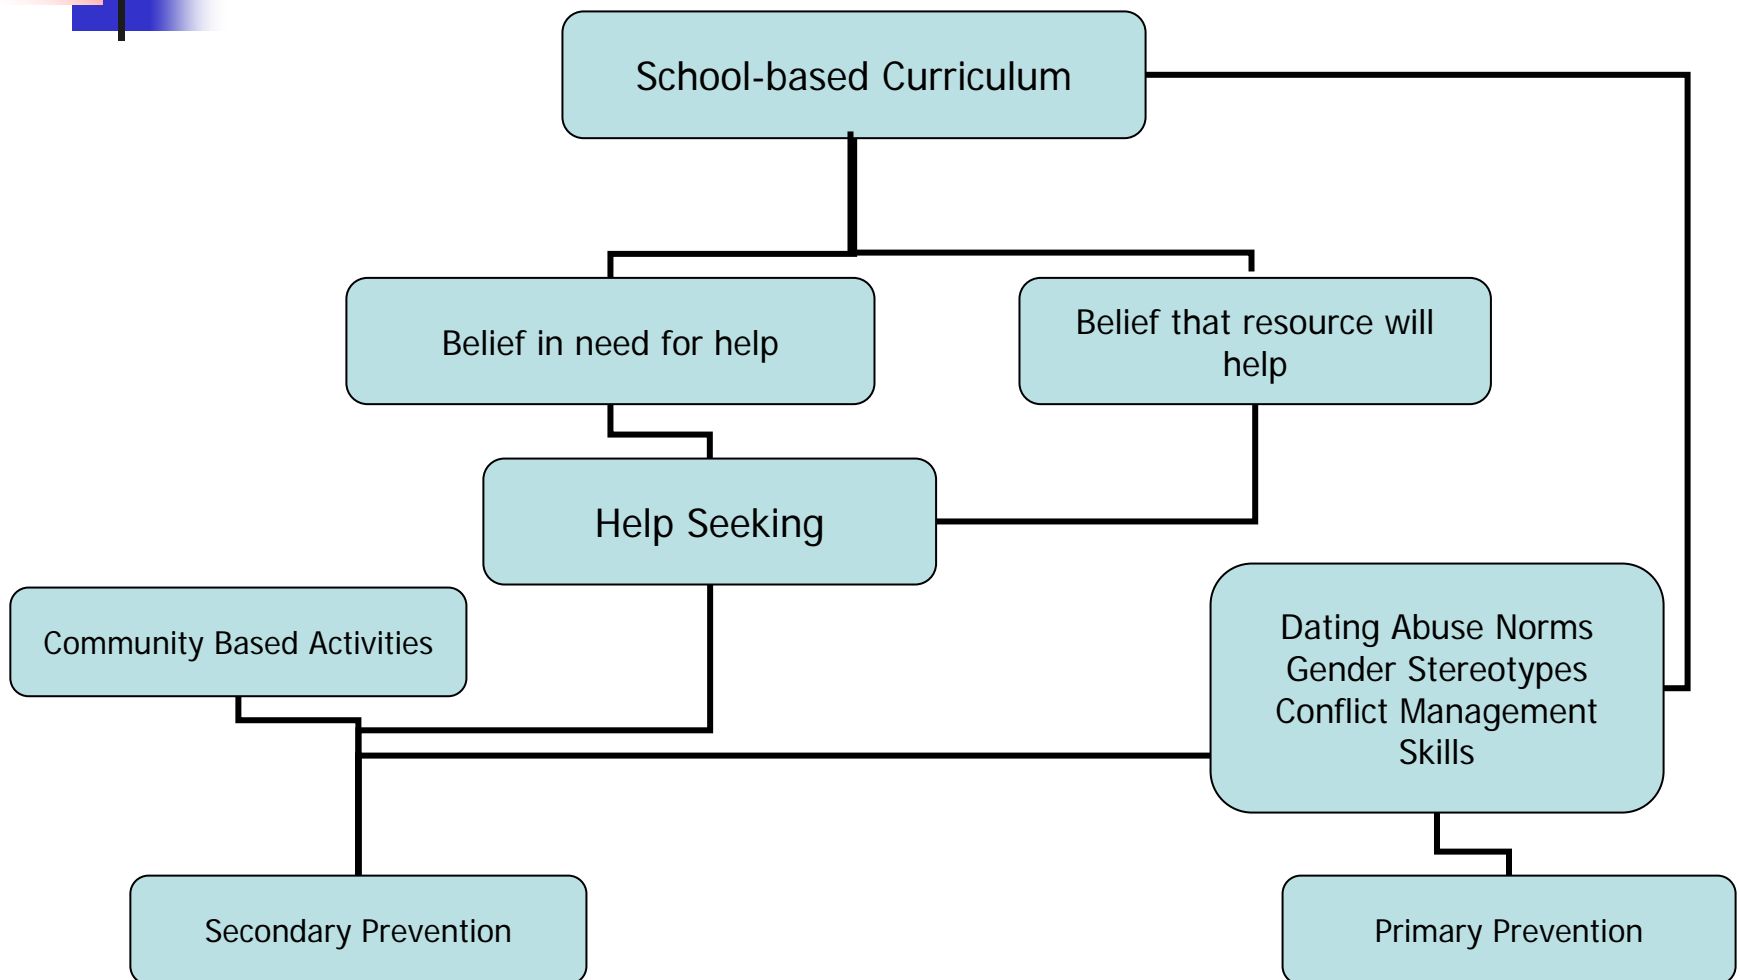 School-based Curriculum
Belief in need for help
Belief that resource will
help
Help Seeking
Community Based Activities
Dating Abuse Norms
Gender Stereotypes
Conflict Management
Skills
Secondary Prevention
Primary Prevention